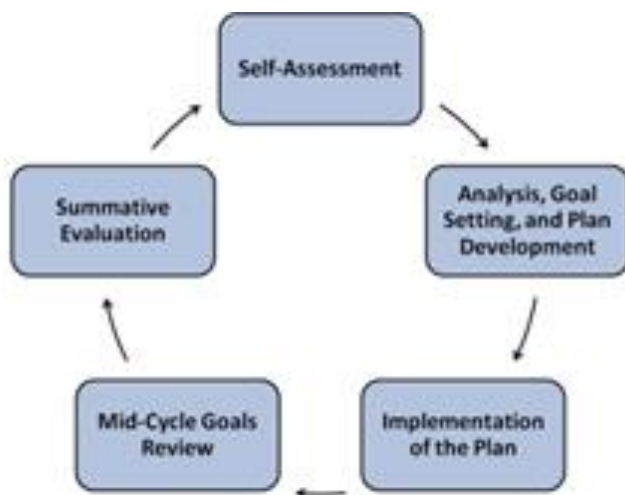 Self-Assessment
Analysis, Goal
Setting, and Plan
Development
Implementation
of the Plan
Mid-Cycle Goals
Review
Summative
Evaluation